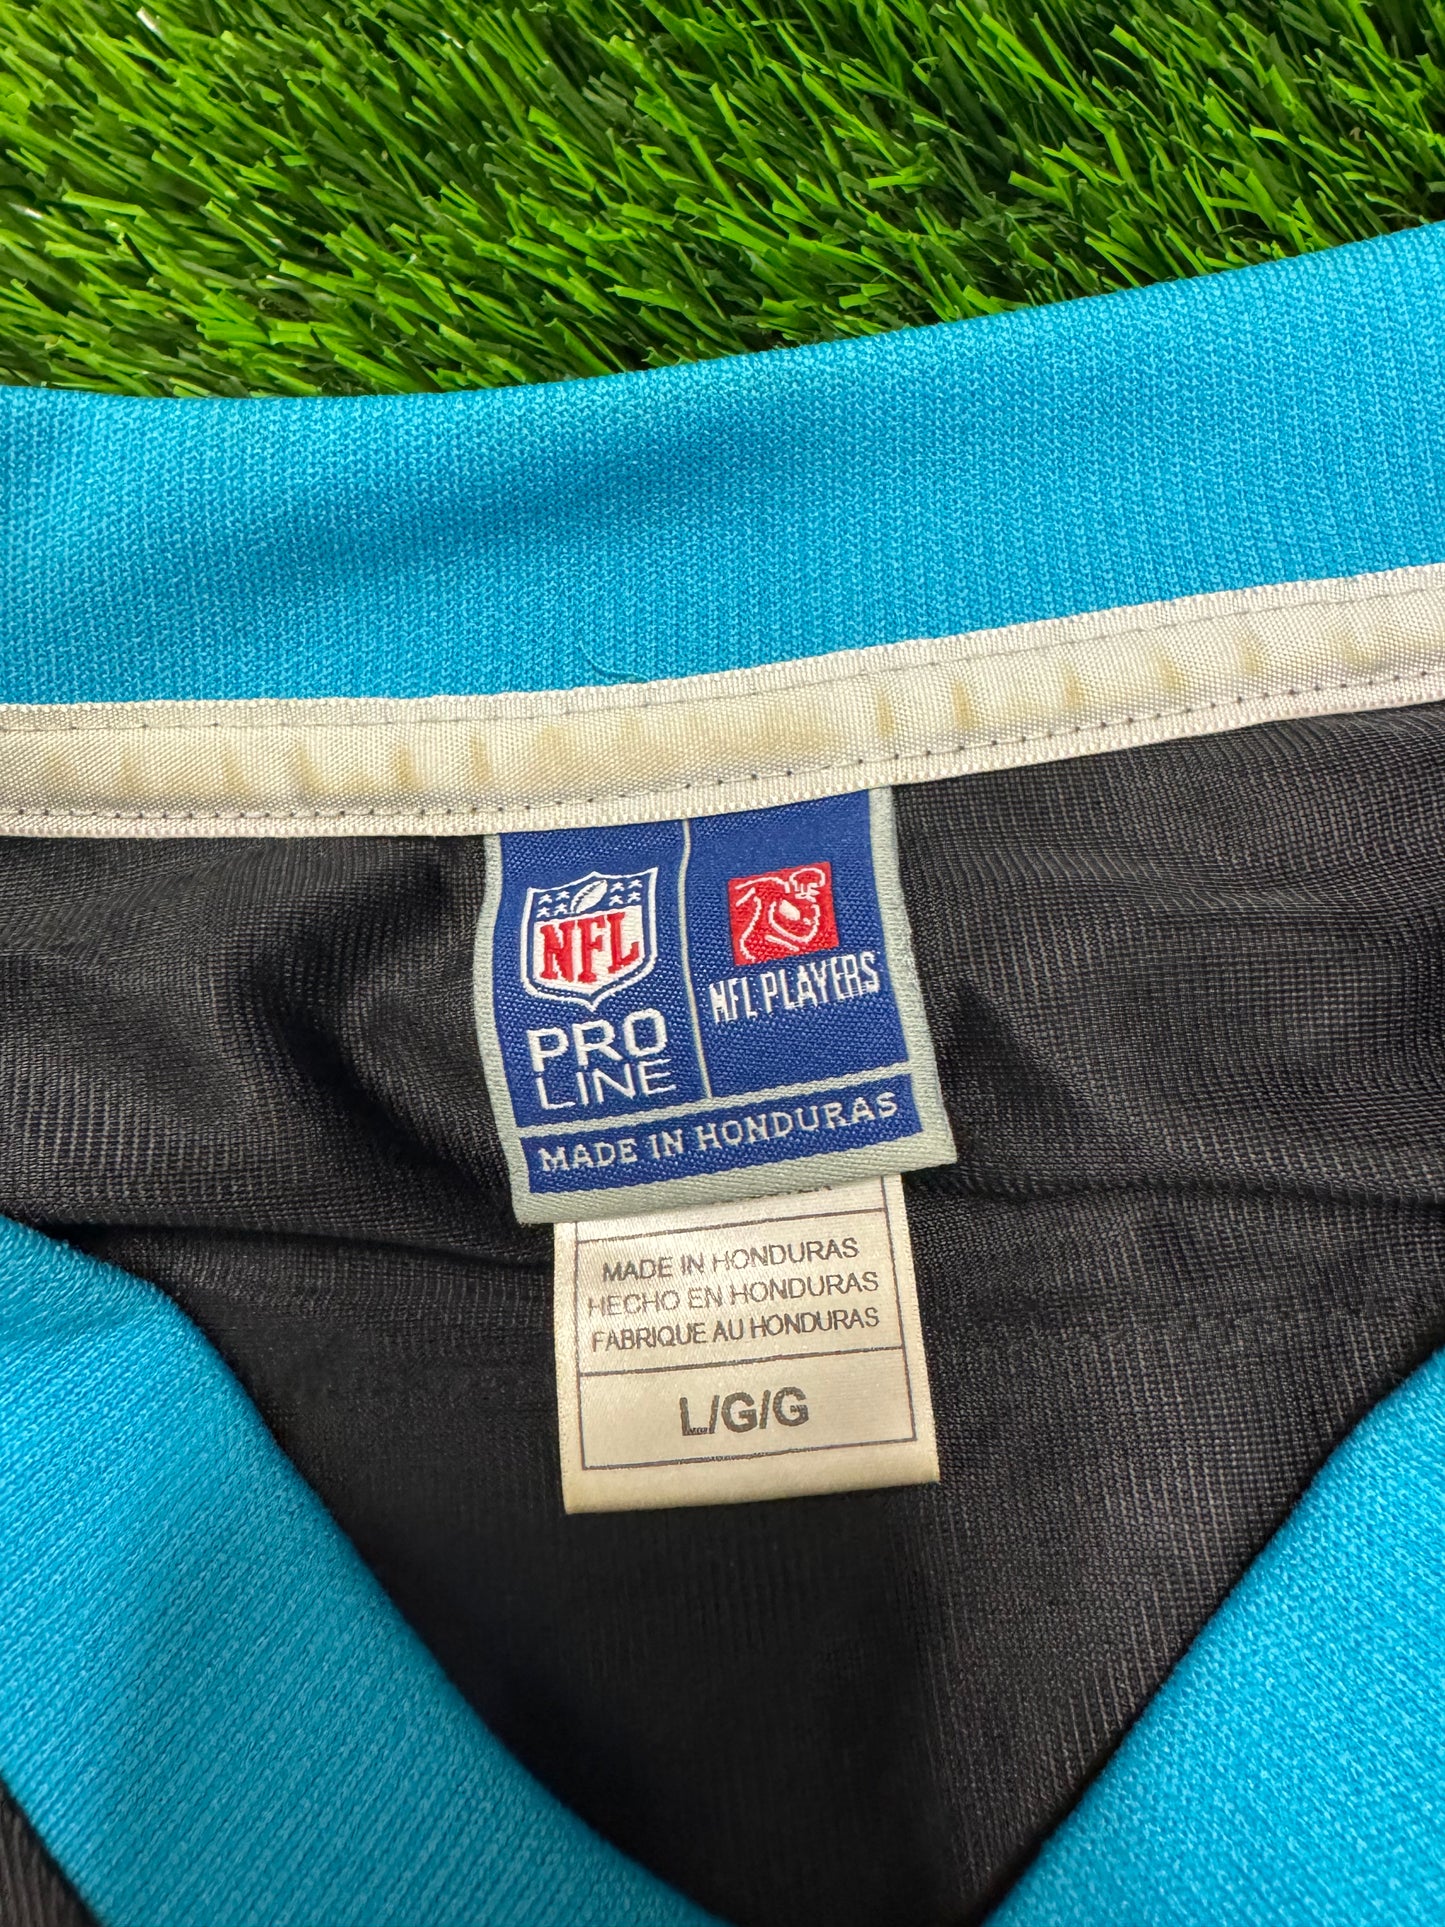 NFL
PRO
LINE
NFL PLAYERS
MADE IN HONDURAS
MADE IN HONDURAS
HECHO EN HONDURAS
FABRIQUE AU HONDURAS
L/G/G